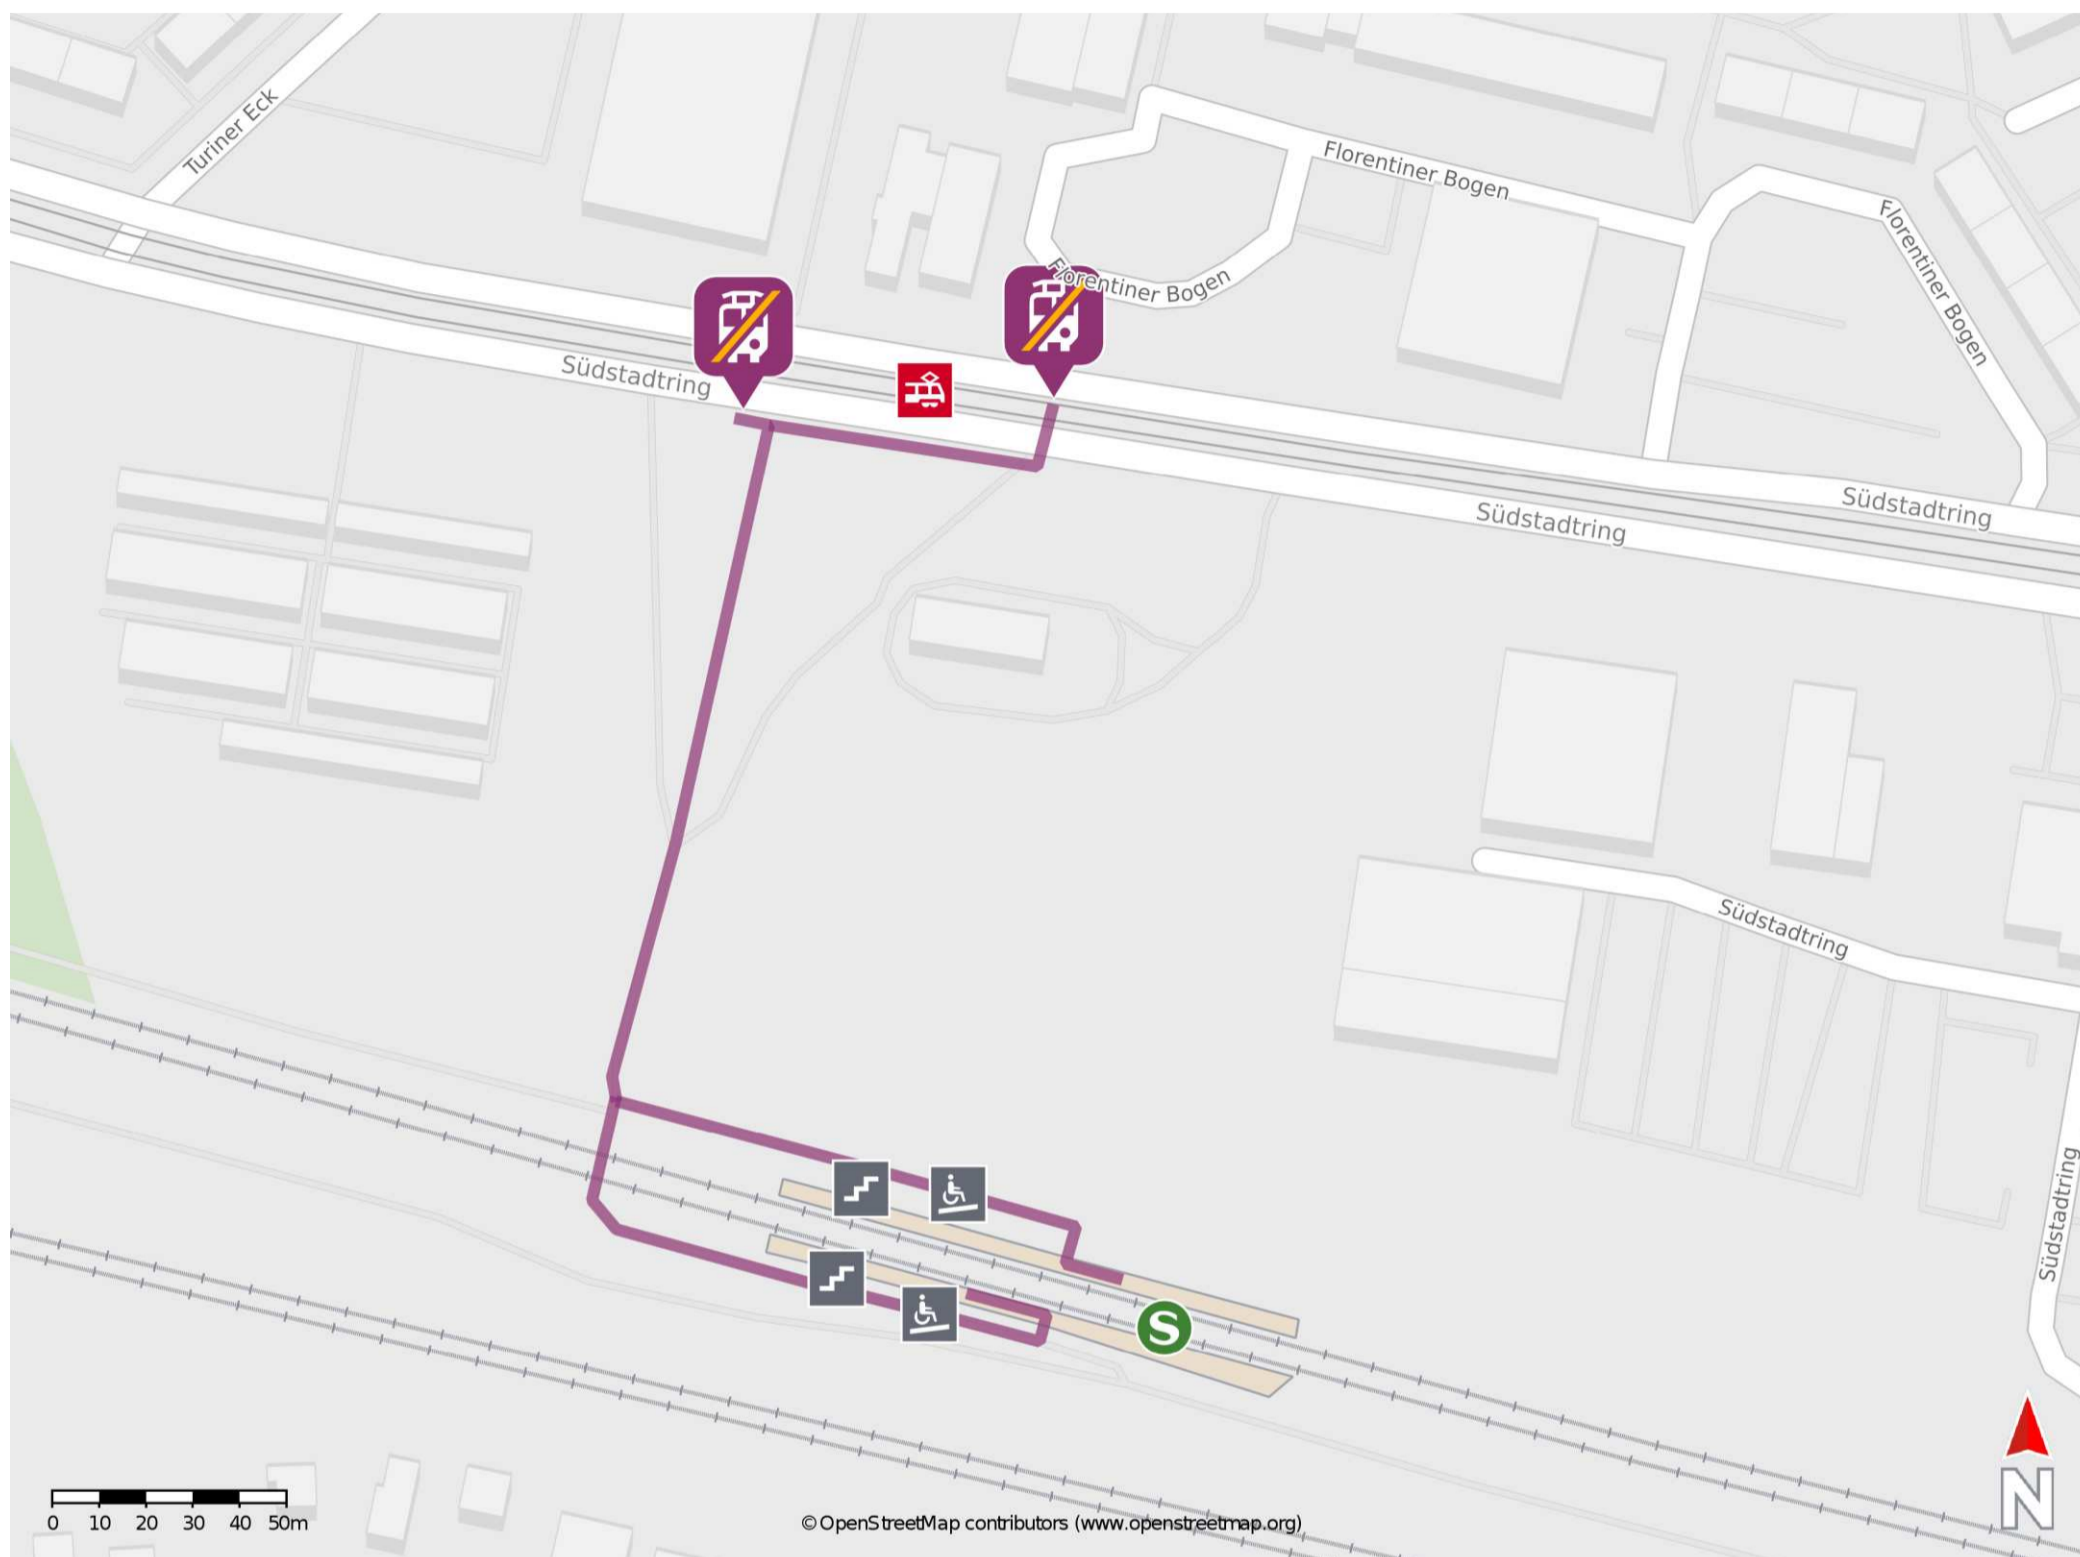 Turiner Eck
Florentiner Bogen
Florentiner Bogen
Florentiner Bogen
Südstadtring
Südstadtring
Südstadtring
Südstadtring
Südstadtring
S
N
0 10 20 30 40 50m
©OpenStreetMap contributors (www.openstreetmap.org)